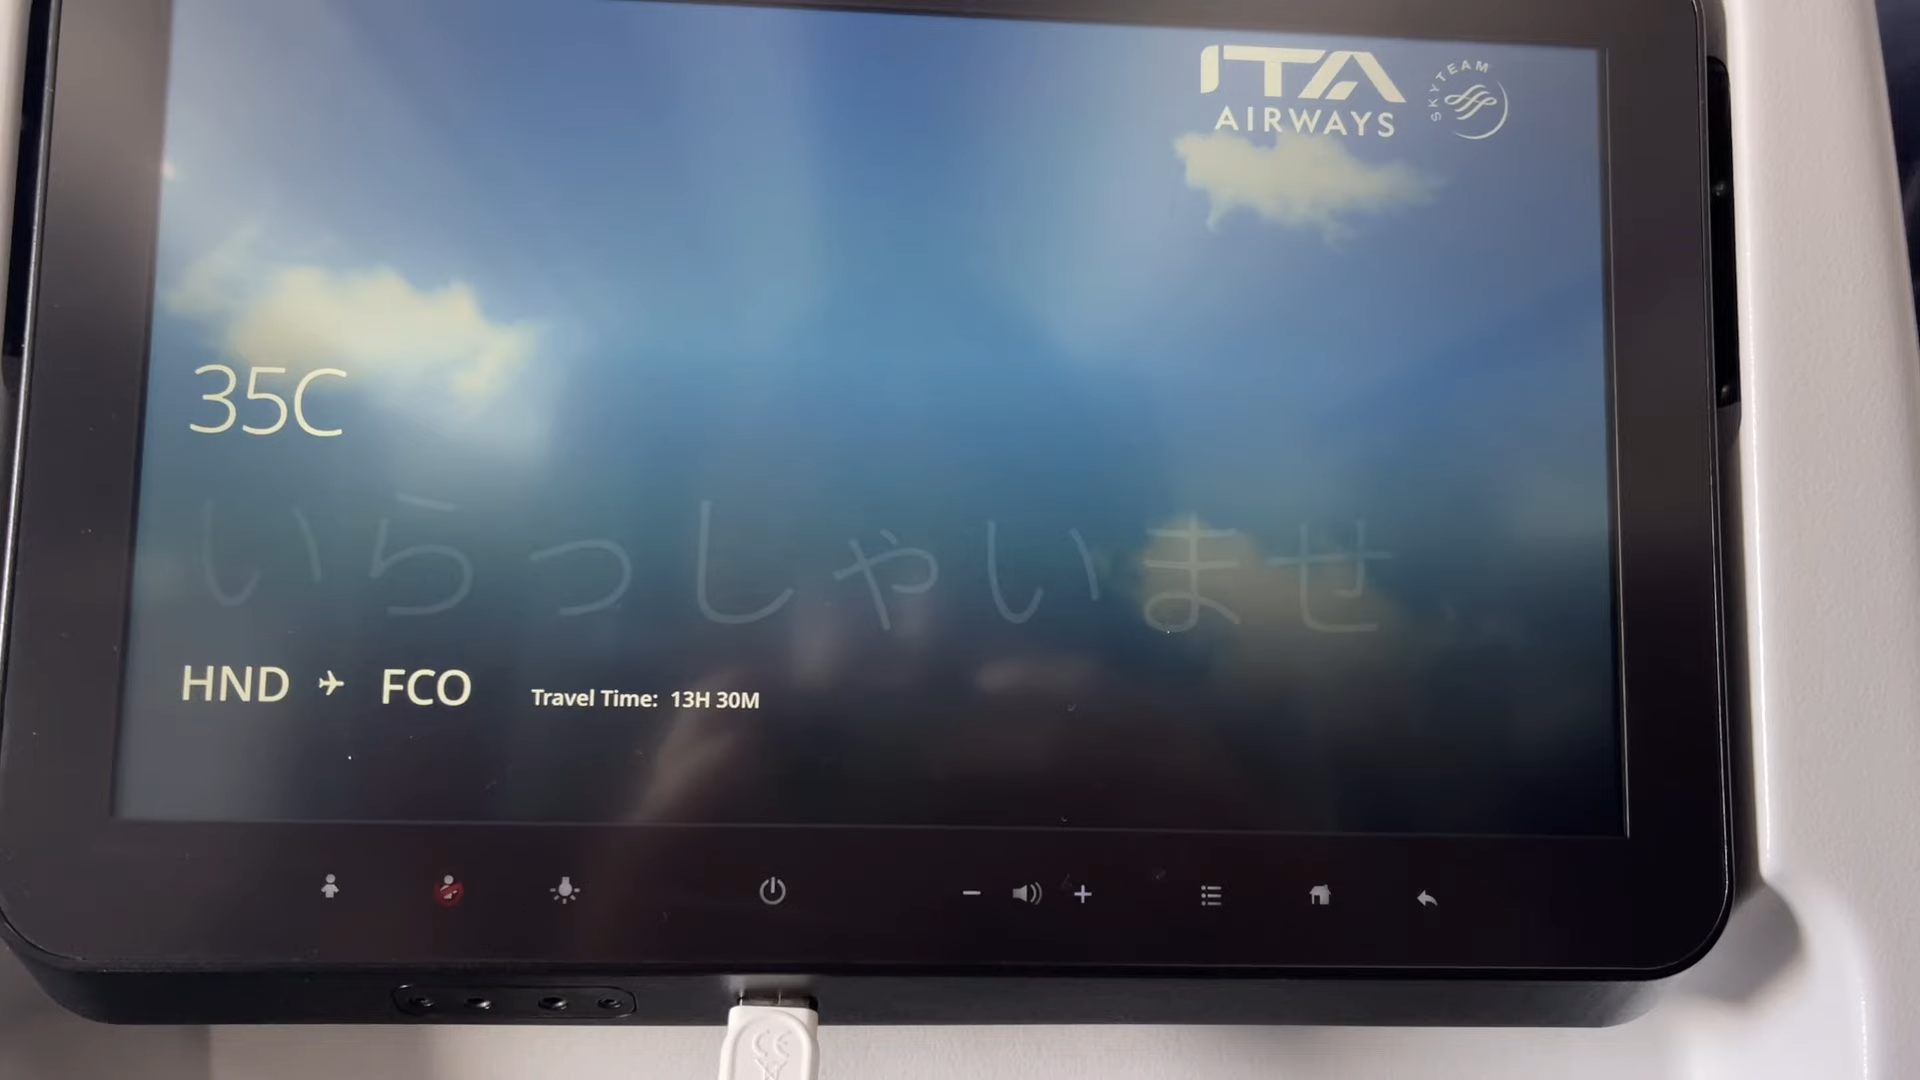 ITA
AIRWAYS
SKYTEAM
35C
いらっしゃいませ
HND FCO Travel Time: 13H 30M